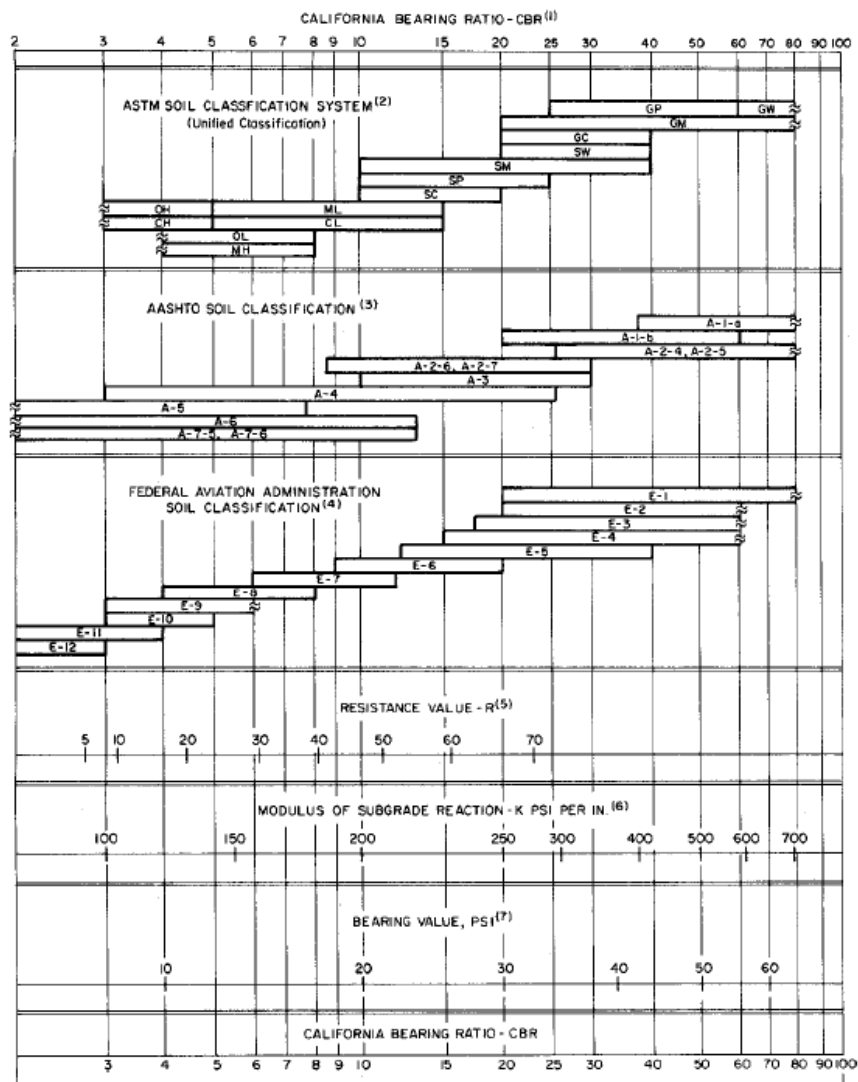 CALIFORNIA BEARING RATIO-CBR(1)
2 3 4 5 6 7 8 9 10 15 20 25 30 40 50 60 70 80 100
ASTM SOIL CLASSFICATION SYSTEM(2)
(Unified Classification)
GP GW
GM
GC
SW
SM
SP
SC
OH ML
CH CL
OL
MH
AASHTO SOIL CLASSIFICATION (3)
A-1-a
A-1-b
A-2-4, A-2-5
A-2-6, A-2-7
A-3
A-4
A-5
A-6
A-7-5, A-7-6
FEDERAL AVIATION ADMINISTRATION
SOIL CLASSIFICATION(4)
E-1
E-2
E-3
E-4
E-5
E-6
E-7
E-8
E-9
E-10
E-11
E-12
RESISTANCE VALUE-R(5)
5 10 20 30 40 50 60 70
MODULUS OF SUBGRADE REACTION-K PSI PER IN.(6)
100 150 200 250 300 400 500 600 700
BEARING VALUE, PSI(7)
10 20 30 40 50 60
CALIFORNIA BEARING RATIO-CBR
3 4 5 6 7 8 9 10 15 20 25 30 40 50 60 70 80 100